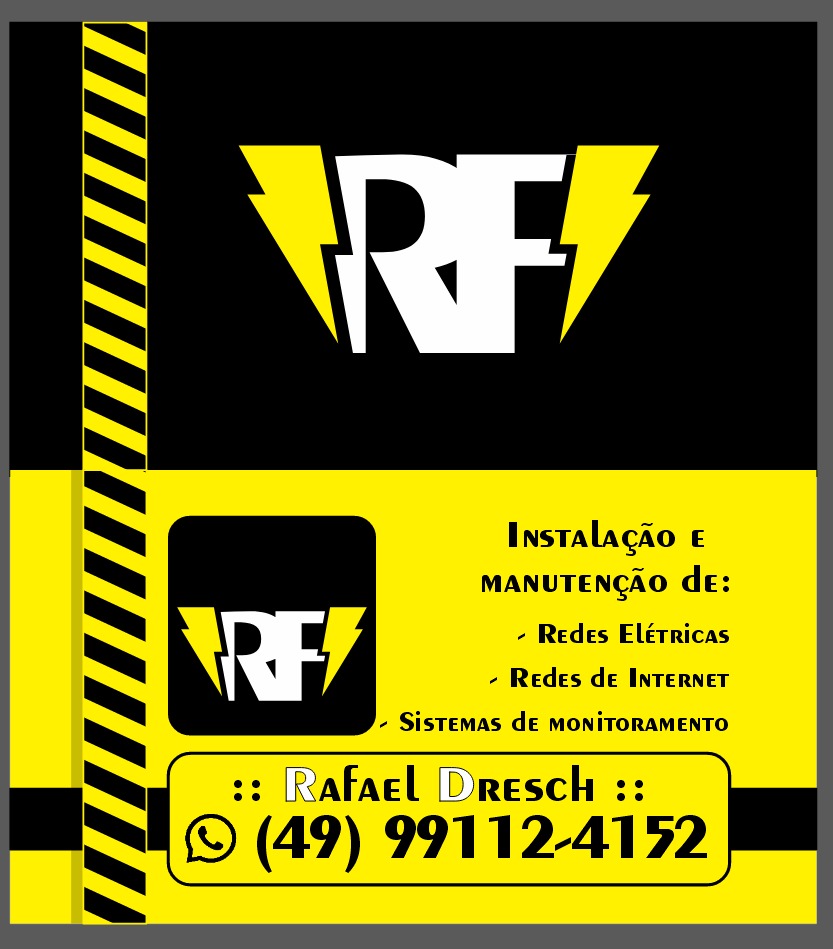 RF
RF
Instalação e
manutenção de:
- Redes Elétricas
- Redes de Internet
- Sistemas de monitoramento
:: Rafael Dresch ::
(49) 99112-4152